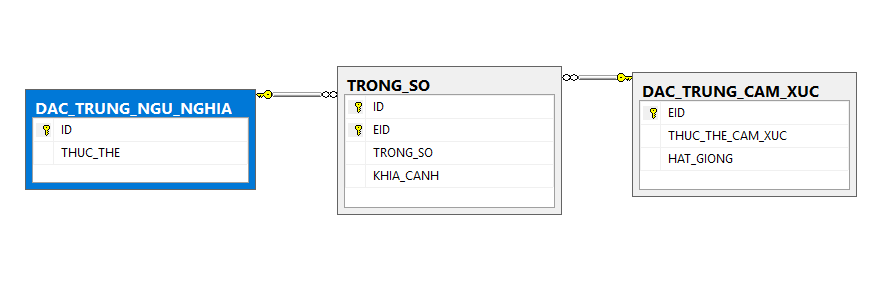 DAC_TRUNG_NGU_NGHIA
ID
THUC_THE
TRONG_SO
ID
EID
TRONG_SO
KHIA_CANH
DAC_TRUNG_CAM_XUC
EID
THUC_THE_CAM_XUC
HAT_GIONG